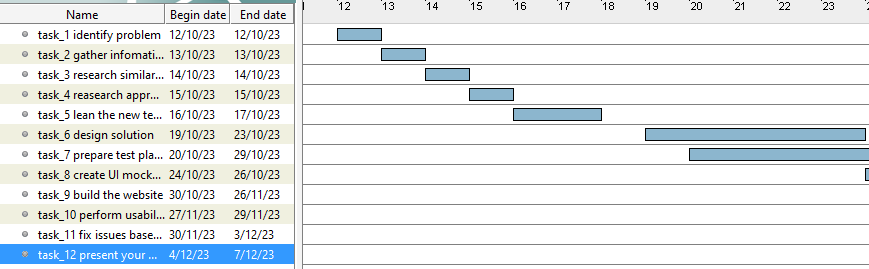 Name Begin date End date 12 13 14 15 16 17 18 19 20 21 22 23
task_1 identify problem 12/10/23 12/10/23
task_2 gather infomati... 13/10/23 13/10/23
task_3 research similar... 14/10/23 14/10/23
task_4 reasearch appr... 15/10/23 15/10/23
task_5 lean the new te... 16/10/23 17/10/23
task_6 design solution 19/10/23 23/10/23
task_7 prepare test pla... 20/10/23 29/10/23
task_8 create UI mock... 24/10/23 26/10/23
task_9 build the website 30/10/23 26/11/23
task_10 perform usabil... 27/11/23 29/11/23
task_11 fix issues base... 30/11/23 3/12/23
task_12 present your ... 4/12/23 7/12/23